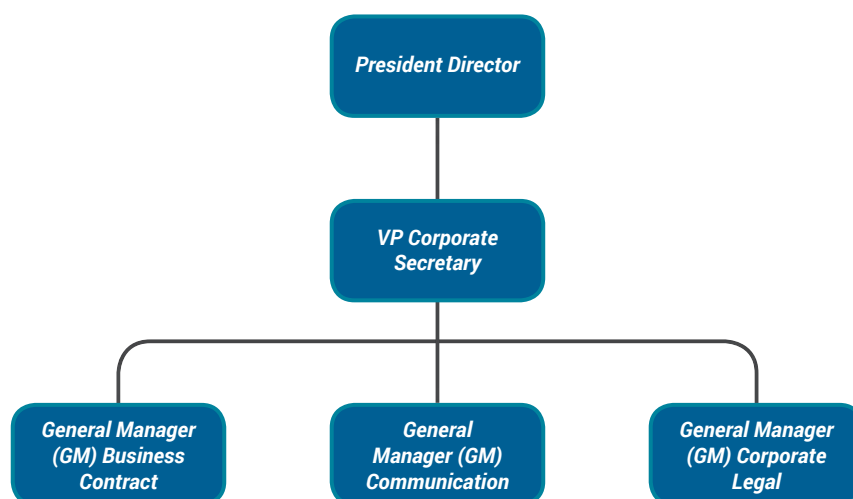 President Director
VP Corporate
Secretary
General Manager
(GM) Business
Contract
General
Manager (GM)
Communication
General Manager
(GM) Corporate
Legal